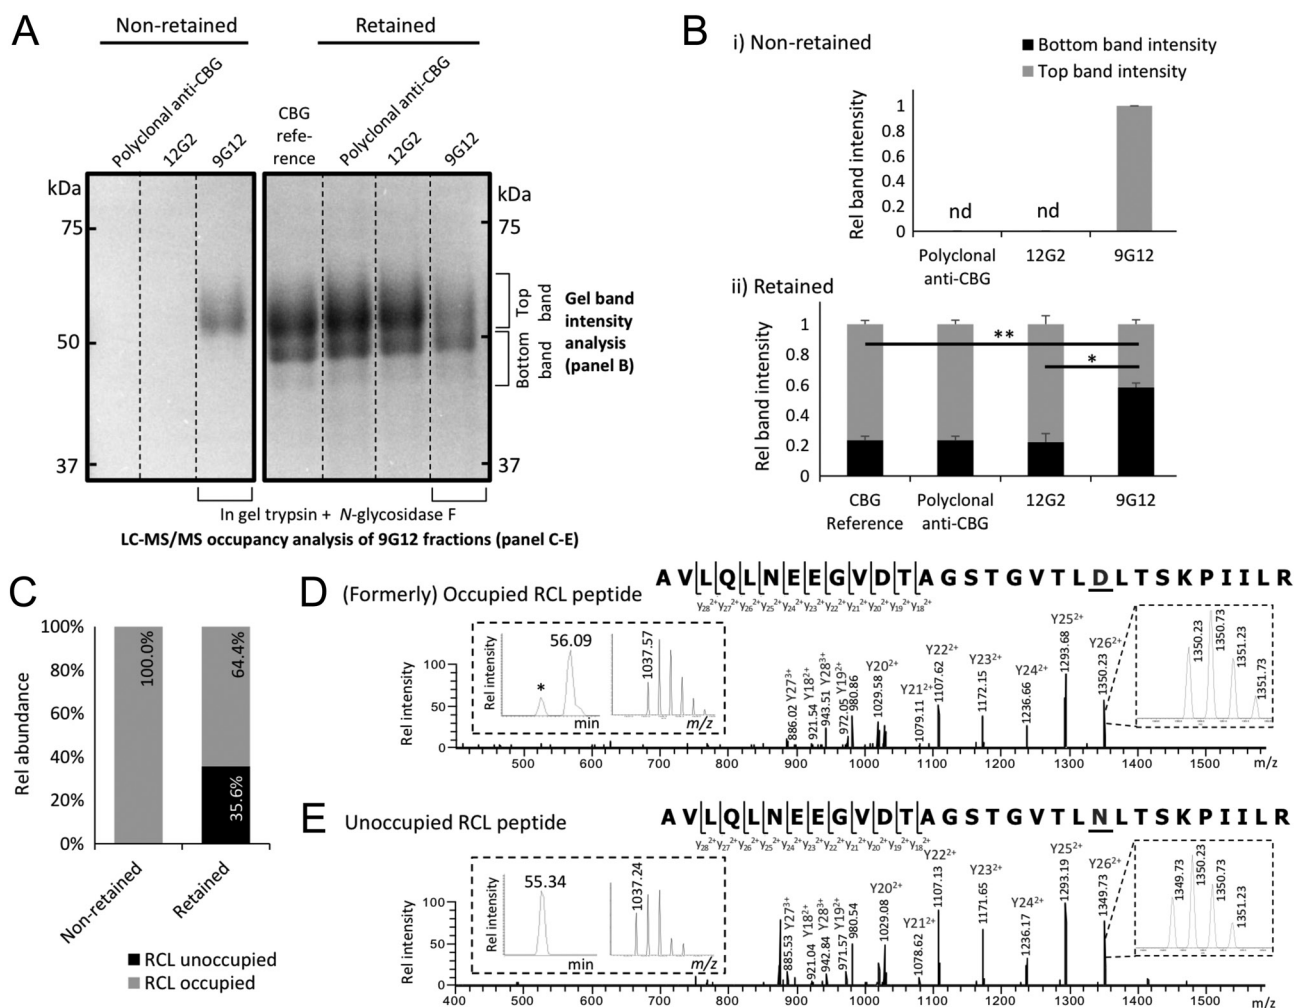 A
Non-retained
Retained
Polyclonal anti-CBG
12G2
9G12
CBG
refe-
rence
Polyclonal anti-CBG
12G2
9G12
kDa
75
50
37
kDa
75
50
37
Top
band
Bottom
band
Gel band
intensity
analysis
(panel B)
In gel trypsin + N-glycosidase F
LC-MS/MS occupancy analysis of 9G12 fractions (panel C-E)
B
i) Non-retained
Bottom band intensity
Top band intensity
Rel band intensity
1
0.8
0.6
0.4
0.2
0
nd
nd
Polyclonal
anti-CBG
12G2
9G12
ii) Retained
Rel band intensity
1
0.8
0.6
0.4
0.2
0
**
*
CBG
Reference
Polyclonal
anti-CBG
12G2
9G12
C
Rel abundance
100%
80%
60%
40%
20%
0%
100.0%
64.4%
35.6%
Non-retained
Retained
RCL unoccupied
RCL occupied
D
(Formerly) Occupied RCL peptide
A V L Q L N E E G V D T A G S T G V T L D L T S K P I I L R
y28²⁺ y27²⁺ y26²⁺ y25²⁺ y24²⁺ y23²⁺ y22²⁺ y21²⁺ y20²⁺ y19²⁺ y18²⁺
Rel intensity
*
56.09
min
1037.57
m/z
Rel intensity
100
50
0
886.02 Y27³⁺
921.54 Y18²⁺
943.51 Y28³⁺
972.05 Y19²⁺
980.86
Y20²⁺
1029.58
Y21²⁺
1079.11
Y22²⁺
1107.62
Y23²⁺
1172.15
Y24²⁺
1236.66
Y25²⁺
1293.68
Y26²⁺
1350.23
1350.23
1350.73
1351.23
1351.73
500 600 700 800 900 1000 1100 1200 1300 1400 1500 m/z
E
Unoccupied RCL peptide
A V L Q L N E E G V D T A G S T G V T L N L T S K P I I L R
y28²⁺ y27²⁺ y26²⁺ y25²⁺ y24²⁺ y23²⁺ y22²⁺ y21²⁺ y20²⁺ y19²⁺ y18²⁺
Rel intensity
55.34
min
1037.24
m/z
Rel intensity
100
50
0
885.53 Y27³⁺
921.04 Y18²⁺
942.84 Y28³⁺
971.57 Y19²⁺
980.54
Y20²⁺
1029.08
Y21²⁺
1078.62
Y22²⁺
1107.13
Y23²⁺
1171.65
Y24²⁺
1236.17
Y25²⁺
1293.19
Y26²⁺
1349.73
1349.73
1350.23
1350.73
1351.23
400 500 600 700 800 900 1000 1100 1200 1300 1400 1500 m/z